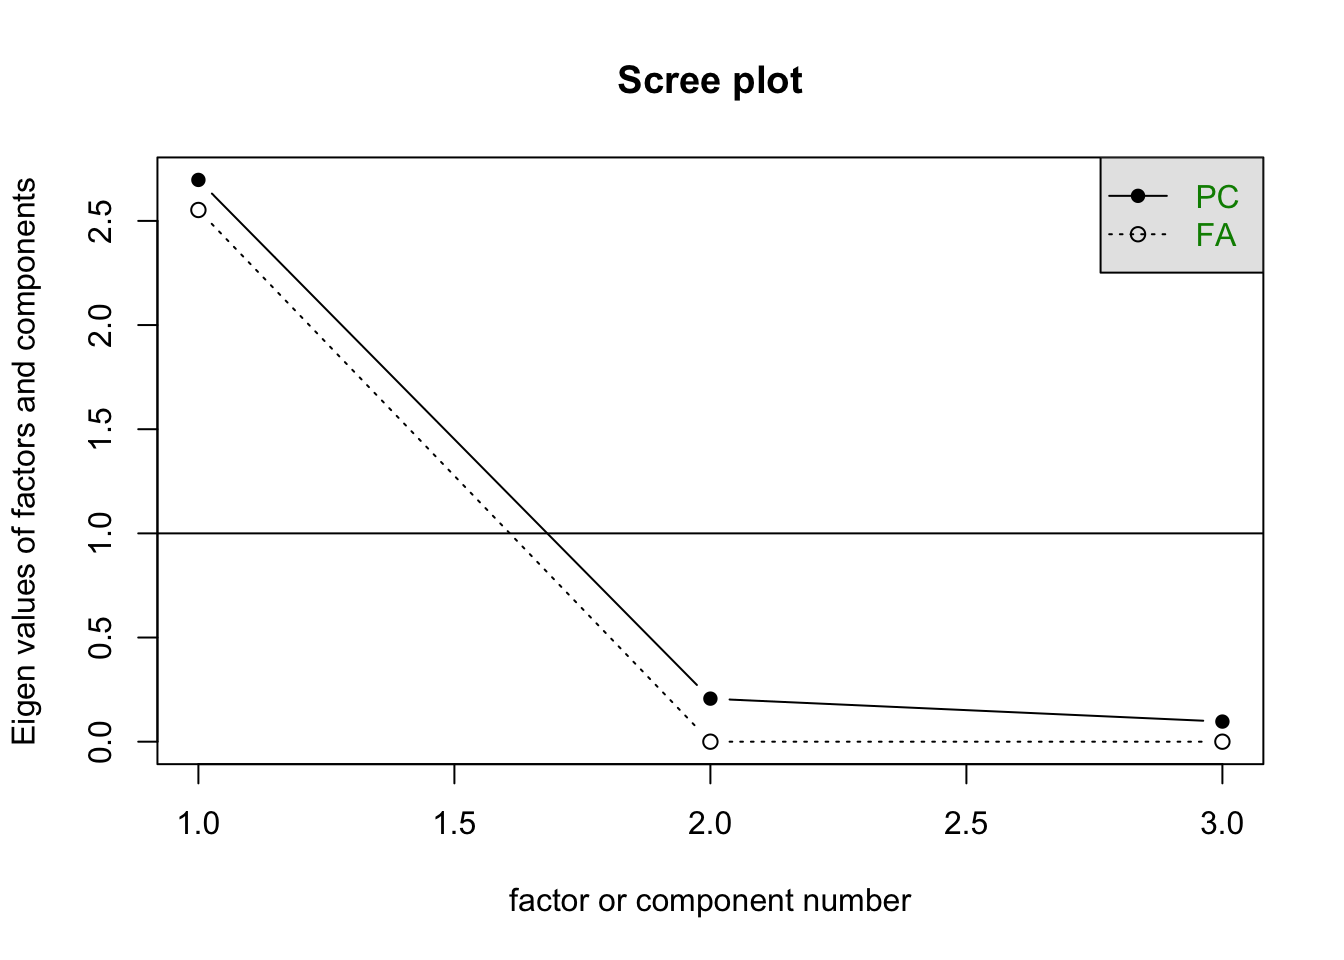 Scree plot
PC
FA
Eigen values of factors and components
2.5
2.0
1.5
1.0
0.5
0.0
1.0 1.5 2.0 2.5 3.0
factor or component number